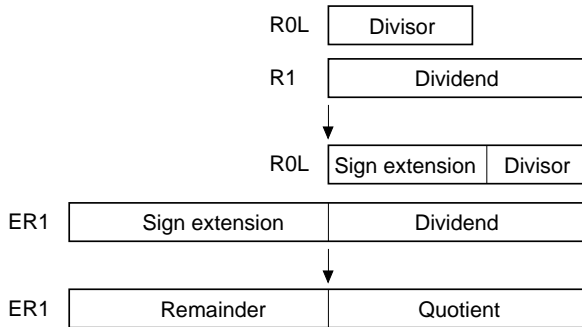 R0L Divisor
R1 Dividend
R0L Sign extension Divisor
ER1 Sign extension Dividend
ER1 Remainder Quotient